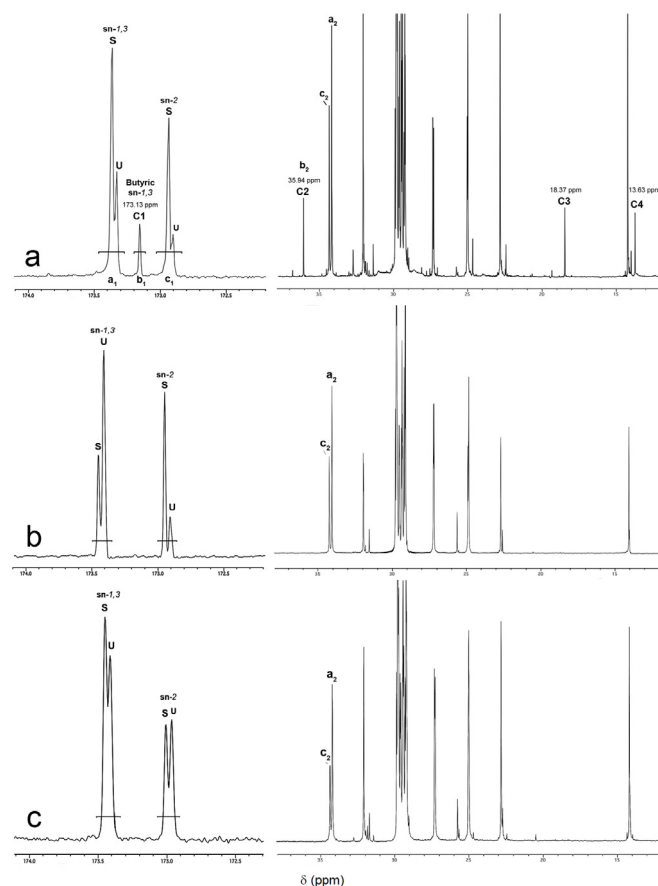 sn-1,3
S
sn-2
S
U
Butyric
sn-1,3
173.13 ppm
C1
U
a
a1
b1
c1
174.0
173.5
173.0
172.5
a2
c2
b2
35.94 ppm
C2
18.37 ppm
C3
13.63 ppm
C4
35
30
25
20
15
sn-1,3
U
sn-2
S
S
U
b
174.0
173.5
173.0
172.5
a2
c2
35
30
25
20
15
sn-1,3
S
U
sn-2
S
U
c
174.0
173.5
173.0
172.5
a2
c2
35
30
25
20
15
δ (ppm)